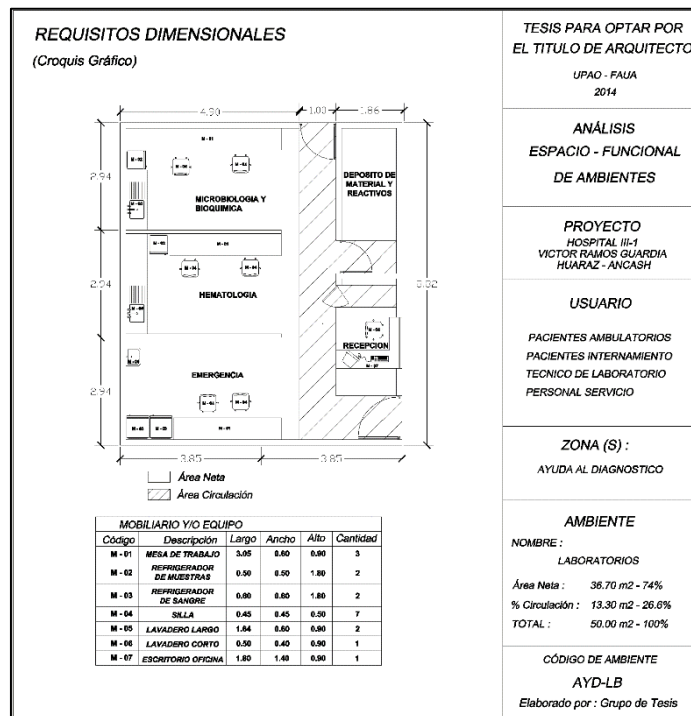 REQUISITOS DIMENSIONALES
(Croquis Gráfico)
4.90
1.00
1.86
M - 01
DEPOSITO DE
MATERIAL Y
REACTIVOS
2.94
MICROBIOLOGIA Y
BIOQUIMICA
2.94
HEMATOLOGIA
RECEPCION
M - 07
2.94
EMERGENCIA
3.85
3.85
Área Neta
Área Circulación
MOBILIARIO Y/O EQUIPO
Código Descripción Largo Ancho Alto Cantidad
M - 01 MESA DE TRABAJO 3.05 0.60 0.90 3
M - 02 REFRIGERADOR DE MUESTRAS 0.50 0.50 1.80 2
M - 03 REFRIGERADOR DE SANGRE 0.60 0.60 1.80 2
M - 04 SILLA 0.45 0.45 0.50 7
M - 05 LAVADERO LARGO 1.64 0.60 0.90 2
M - 06 LAVADERO CORTO 0.50 0.40 0.90 1
M - 07 ESCRITORIO OFICINA 1.80 1.40 0.90 1
TESIS PARA OPTAR POR
EL TITULO DE ARQUITECTO
UPAO - FAUA
2014
ANÁLISIS
ESPACIO - FUNCIONAL
DE AMBIENTES
PROYECTO
HOSPITAL III-1
VICTOR RAMOS GUARDIA
HUARAZ - ANCASH
USUARIO
PACIENTES AMBULATORIOS
PACIENTES INTERNAMIENTO
TECNICO DE LABORATORIO
PERSONAL SERVICIO
ZONA (S) :
AYUDA AL DIAGNOSTICO
AMBIENTE
NOMBRE :
LABORATORIOS
Área Neta : 36.70 m2 - 74%
% Circulación : 13.30 m2 - 26.6%
TOTAL : 50.00 m2 - 100%
CÓDIGO DE AMBIENTE
AYD-LB
Elaborado por : Grupo de Tesis